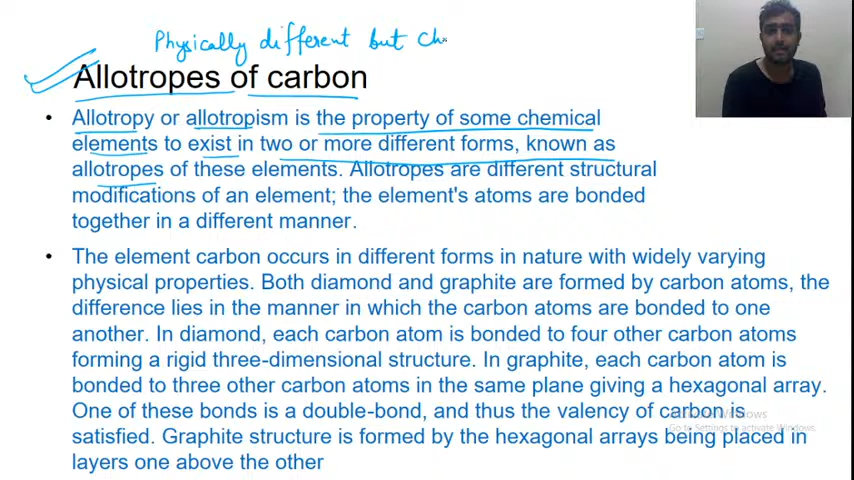 Physically different but Ch
Allotropes of carbon
• Allotropy or allotropism is the property of some chemical
elements to exist in two or more different forms, known as
allotropes of these elements. Allotropes are different structural
modifications of an element; the element's atoms are bonded
together in a different manner.
• The element carbon occurs in different forms in nature with widely varying
physical properties. Both diamond and graphite are formed by carbon atoms, the
difference lies in the manner in which the carbon atoms are bonded to one
another. In diamond, each carbon atom is bonded to four other carbon atoms
forming a rigid three-dimensional structure. In graphite, each carbon atom is
bonded to three other carbon atoms in the same plane giving a hexagonal array.
One of these bonds is a double-bond, and thus the valency of carbon is
satisfied. Graphite structure is formed by the hexagonal arrays being placed in
layers one above the other
Activate Windows
Go to Settings to activate Windows.